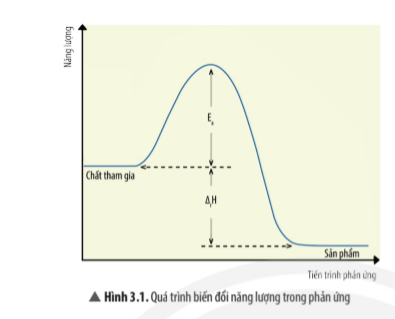 Năng lượng
Eₐ
Chất tham gia
ΔᵣH
Sản phẩm
Tiến trình phản ứng
▲ Hình 3.1. Quá trình biến đổi năng lượng trong phản ứng